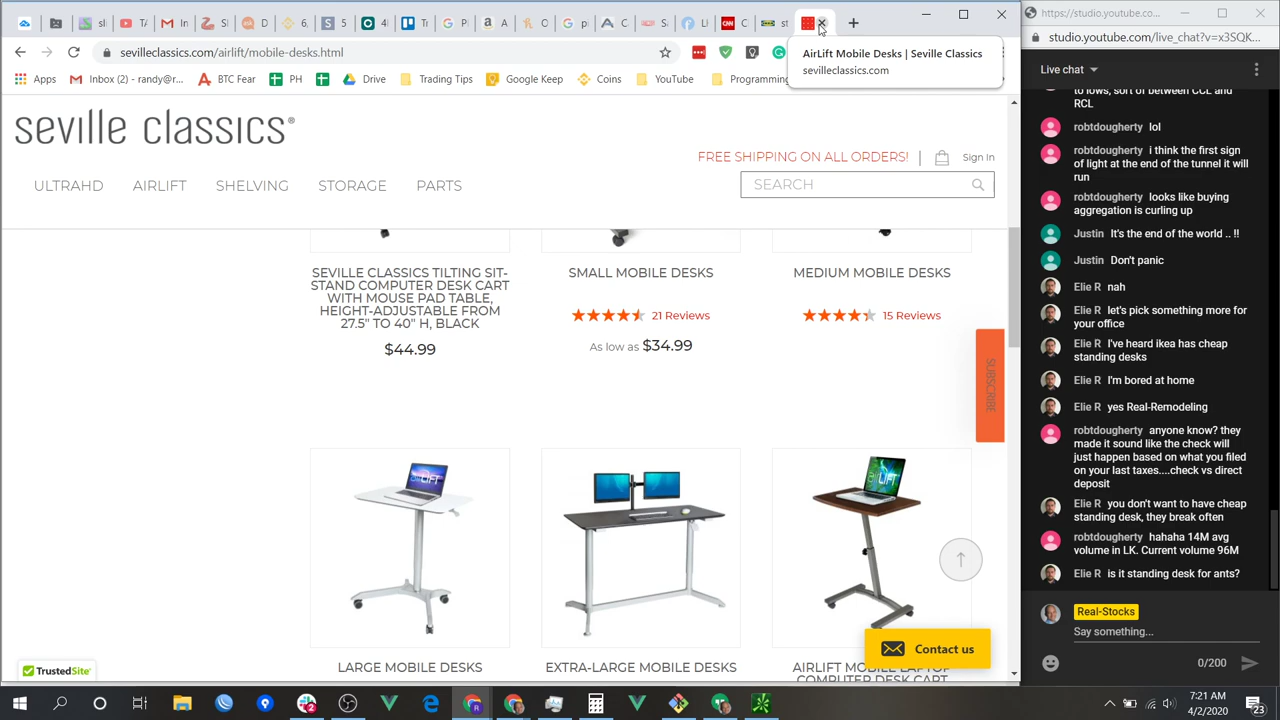 https://studio.youtube.com/live_co...
studio.youtube.com/live_chat?v=x3SQK...
AirLift Mobile Desks | Seville Classics
sevilleclassics.com
sevilleclassics.com/airlift/mobile-desks.html
Apps
Inbox (2) - randy@r...
BTC Fear
PH
Drive
Trading Tips
Google Keep
Coins
YouTube
Programming
seville classics®
FREE SHIPPING ON ALL ORDERS!
Sign In
ULTRAHD
AIRLIFT
SHELVING
STORAGE
PARTS
SEARCH
SEVILLE CLASSICS TILTING SIT-
STAND COMPUTER DESK CART
WITH MOUSE PAD TABLE,
HEIGHT-ADJUSTABLE FROM
27.5" TO 40" H, BLACK
$44.99
SMALL MOBILE DESKS
21 Reviews
As low as $34.99
MEDIUM MOBILE DESKS
15 Reviews
SUBSCRIBE
LARGE MOBILE DESKS
EXTRA-LARGE MOBILE DESKS
AIRLIFT MOBILE LAPTOP
COMPUTER DESK CART
Contact us
TrustedSite
Live chat
to lows, sort of between CCL and
RCL
robtdougherty lol
robtdougherty i think the first sign
of light at the end of the tunnel it will
run
robtdougherty looks like buying
aggregation is curling up
Justin It's the end of the world .. !!
Justin Don't panic
Elie R nah
Elie R let's pick something more for
your office
Elie R I've heard ikea has cheap
standing desks
Elie R I'm bored at home
Elie R yes Real-Remodeling
robtdougherty anyone know? they
made it sound like the check will
just happen based on what you filed
on your last taxes....check vs direct
deposit
Elie R you don't want to have cheap
standing desk, they break often
robtdougherty hahaha 14M avg
volume in LK. Current volume 96M
Elie R is it standing desk for ants?
Real-Stocks
Say something...
0/200
7:21 AM
4/2/2020
23